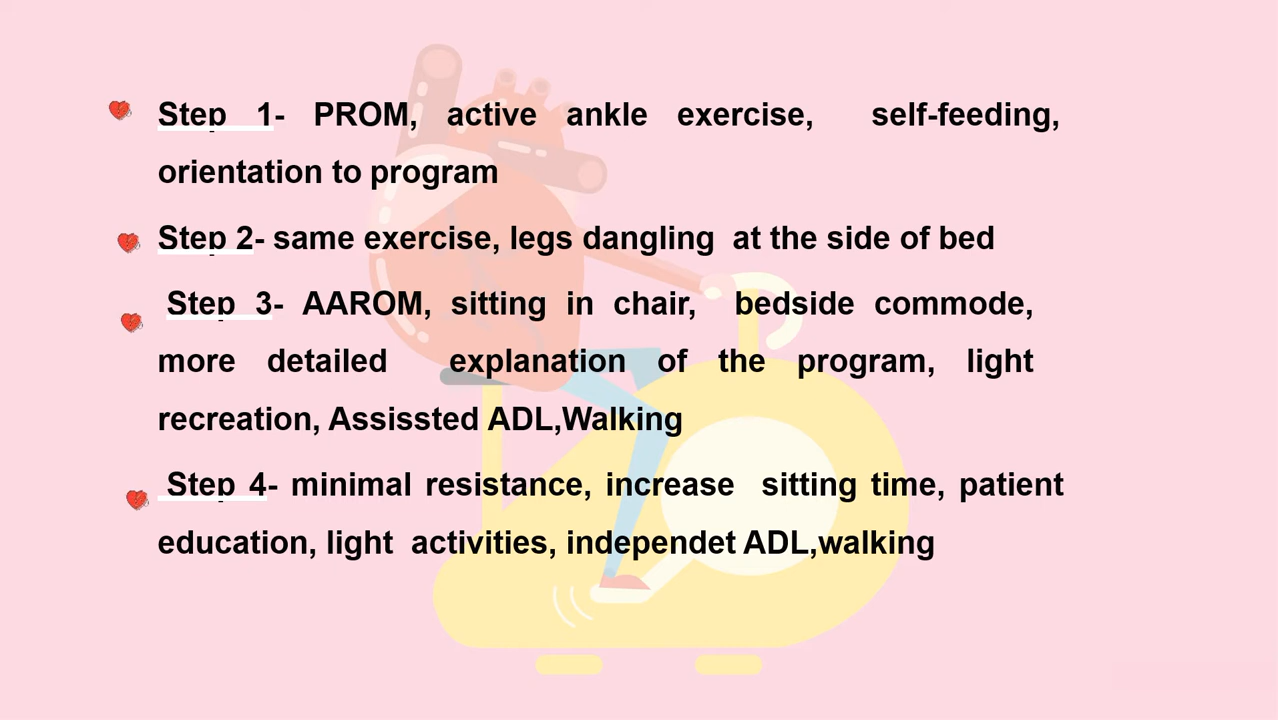 Step 1- PROM, active ankle exercise, self-feeding,
orientation to program
Step 2- same exercise, legs dangling at the side of bed
Step 3- AAROM, sitting in chair, bedside commode,
more detailed explanation of the program, light
recreation, Assissted ADL,Walking
Step 4- minimal resistance, increase sitting time, patient
education, light activities, independet ADL,walking